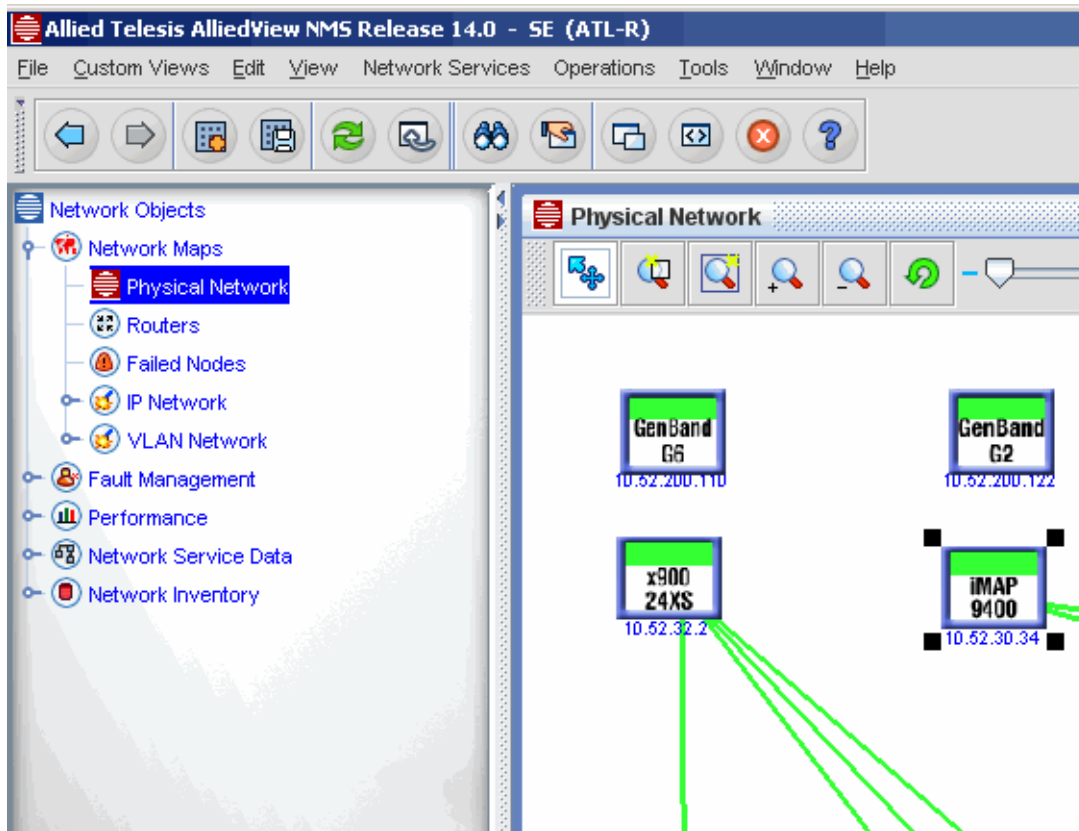 Allied Telesis AlliedView NMS Release 14.0 - SE (ATL-R)
File Custom Views Edit View Network Services Operations Tools Window Help
Network Objects
Network Maps
Physical Network
Routers
Failed Nodes
IP Network
VLAN Network
Fault Management
Performance
Network Service Data
Network Inventory
Physical Network
GenBand
G6
10.52.200.110
GenBand
G2
10.52.200.122
x900
24XS
10.52.32.2
iMAP
9400
10.52.30.34